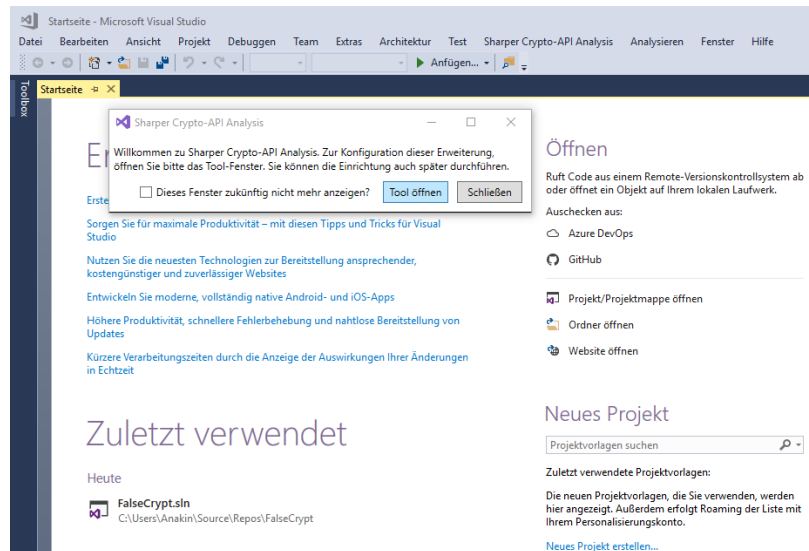 Startseite - Microsoft Visual Studio
Datei Bearbeiten Ansicht Projekt Debuggen Team Extras Architektur Test Sharper Crypto-API Analysis Analysieren Fenster Hilfe
Anfügen...
Toolbox
Startseite
Sharper Crypto-API Analysis
Willkommen zu Sharper Crypto-API Analysis. Zur Konfiguration dieser Erweiterung,
öffnen Sie bitte das Tool-Fenster. Sie können die Einrichtung auch später durchführen.
Dieses Fenster zukünftig nicht mehr anzeigen?
Tool öffnen
Schließen
Sorgen Sie für maximale Produktivität – mit diesen Tipps und Tricks für Visual
Studio
Nutzen Sie die neuesten Technologien zur Bereitstellung ansprechender,
kostengünstiger und zuverlässiger Websites
Entwickeln Sie moderne, vollständig native Android- und iOS-Apps
Höhere Produktivität, schnellere Fehlerbehebung und nahtlose Bereitstellung von
Updates
Kürzere Verarbeitungszeiten durch die Anzeige der Auswirkungen Ihrer Änderungen
in Echtzeit
Zuletzt verwendet
Heute
FalseCrypt.sln
C:\Users\Anakin\Source\Repos\FalseCrypt
Öffnen
Ruft Code aus einem Remote-Versionskontrollsystem ab
oder öffnet ein Objekt auf Ihrem lokalen Laufwerk.
Auschecken aus:
Azure DevOps
GitHub
Projekt/Projektmappe öffnen
Ordner öffnen
Website öffnen
Neues Projekt
Projektvorlagen suchen
Zuletzt verwendete Projektvorlagen:
Die neuen Projektvorlagen, die Sie verwenden, werden
hier angezeigt. Außerdem erfolgt Roaming der Liste mit
Ihrem Personalisierungskonto.
Neues Projekt erstellen...